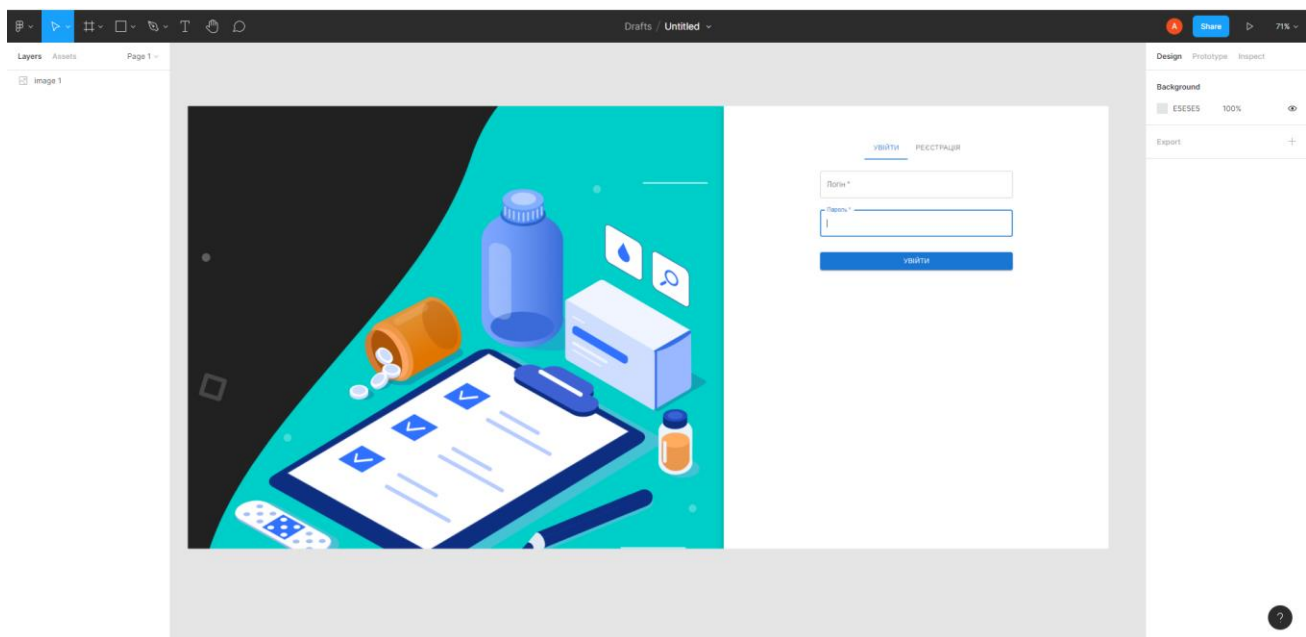 Drafts / Untitled
A
Share
71%
Layers Assets Page 1
Design Prototype Inspect
image 1
Background
E5E5E5 100%
Export
УВІЙТИ РЕЄСТРАЦІЯ
Логін *
Пароль *
УВІЙТИ
?